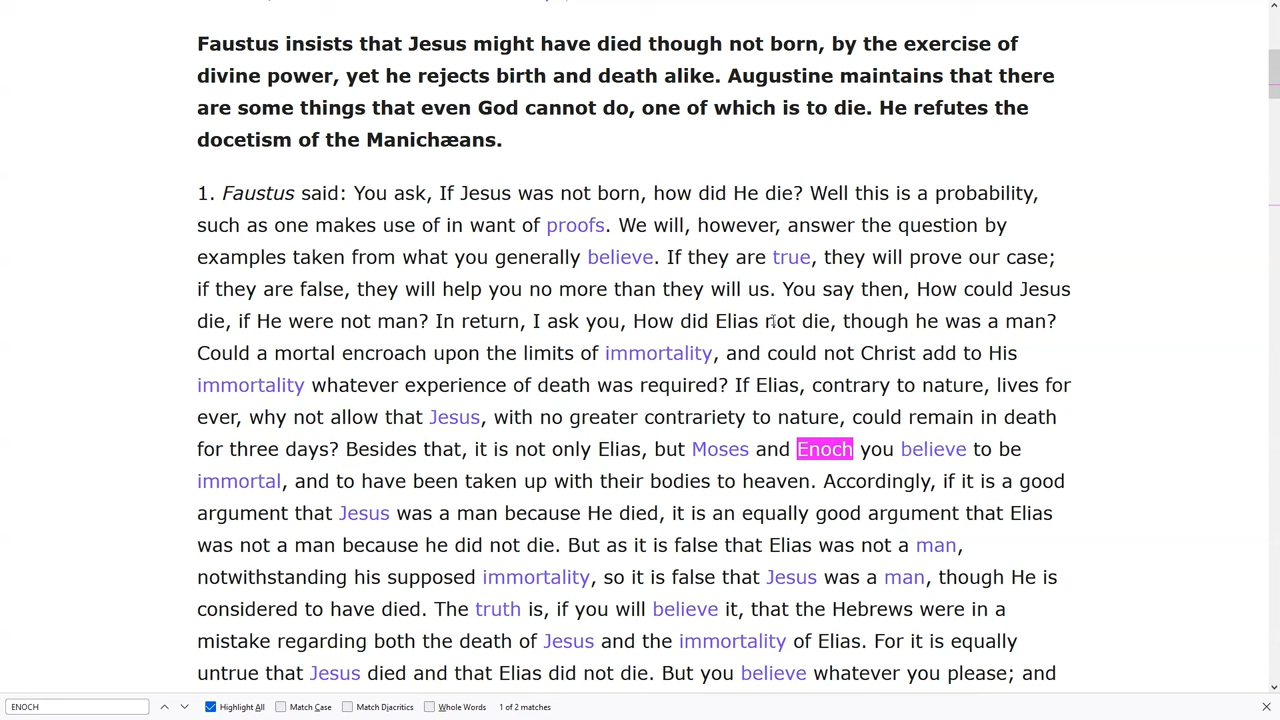 Faustus insists that Jesus might have died though not born, by the exercise of
divine power, yet he rejects birth and death alike. Augustine maintains that there
are some things that even God cannot do, one of which is to die. He refutes the
docetism of the Manichæans.
1. Faustus said: You ask, If Jesus was not born, how did He die? Well this is a probability,
such as one makes use of in want of proofs. We will, however, answer the question by
examples taken from what you generally believe. If they are true, they will prove our case;
if they are false, they will help you no more than they will us. You say then, How could Jesus
die, if He were not man? In return, I ask you, How did Elias not die, though he was a man?
Could a mortal encroach upon the limits of immortality, and could not Christ add to His
immortality whatever experience of death was required? If Elias, contrary to nature, lives for
ever, why not allow that Jesus, with no greater contrariety to nature, could remain in death
for three days? Besides that, it is not only Elias, but Moses and Enoch you believe to be
immortal, and to have been taken up with their bodies to heaven. Accordingly, if it is a good
argument that Jesus was a man because He died, it is an equally good argument that Elias
was not a man because he did not die. But as it is false that Elias was not a man,
notwithstanding his supposed immortality, so it is false that Jesus was a man, though He is
considered to have died. The truth is, if you will believe it, that the Hebrews were in a
mistake regarding both the death of Jesus and the immortality of Elias. For it is equally
untrue that Jesus died and that Elias did not die. But you believe whatever you please; and
ENOCH Highlight All Match Case Match Diacritics Whole Words 1 of 2 matches